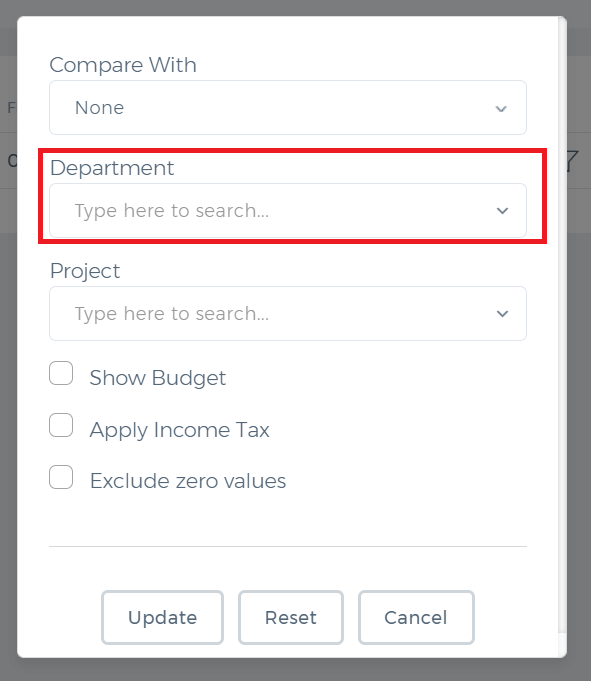 Compare With
None
Department
Type here to search...
Project
Type here to search...
Show Budget
Apply Income Tax
Exclude zero values
Update Reset Cancel